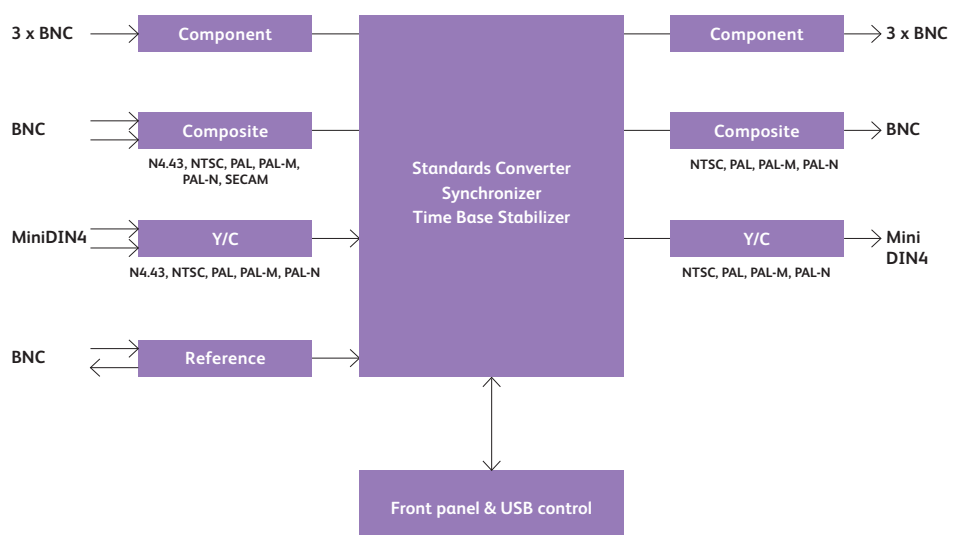 3 x BNC
Component
Component
3 x BNC
BNC
Composite
N4.43, NTSC, PAL, PAL-M,
PAL-N, SECAM
Standards Converter
Synchronizer
Time Base Stabilizer
Composite
NTSC, PAL, PAL-M, PAL-N
BNC
MiniDIN4
Y/C
N4.43, NTSC, PAL, PAL-M, PAL-N
Y/C
NTSC, PAL, PAL-M, PAL-N
Mini
DIN4
BNC
Reference
Front panel & USB control